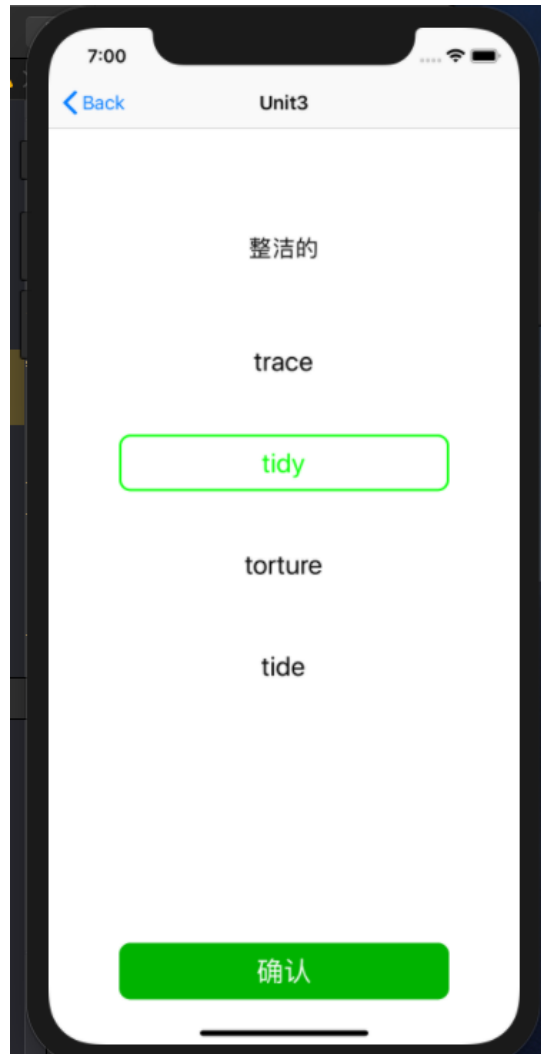 7:00
Back
Unit3
整洁的
trace
tidy
torture
tide
确认